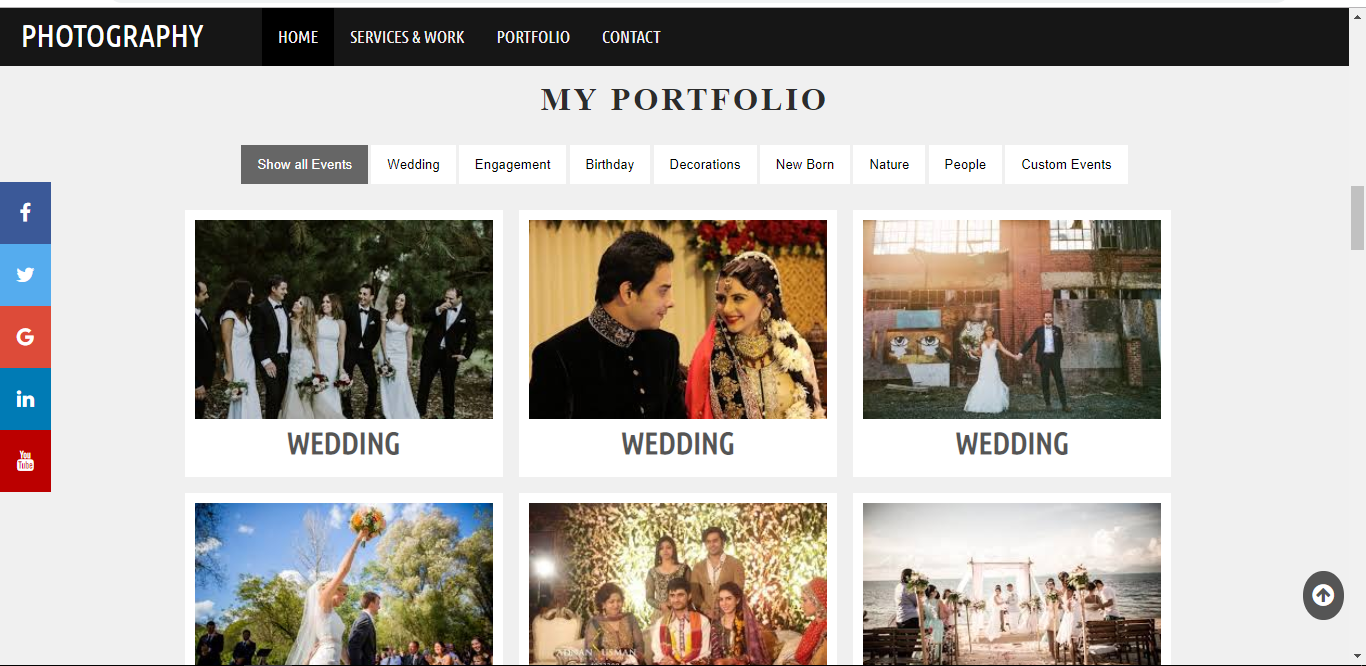 PHOTOGRAPHY HOME SERVICES & WORK PORTFOLIO CONTACT
MY PORTFOLIO
Show all Events Wedding Engagement Birthday Decorations New Born Nature People Custom Events
WEDDING WEDDING WEDDING
You
Tube
USMAN